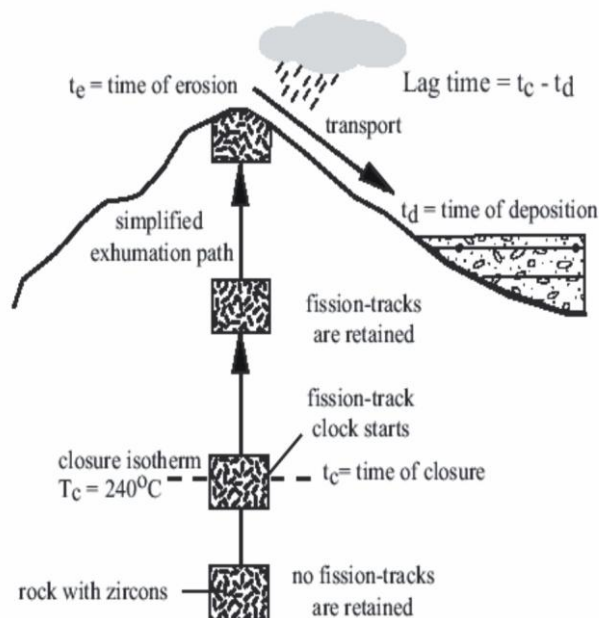 te = time of erosion
Lag time = tc - td
transport
td = time of deposition
simplified
exhumation path
fission-tracks
are retained
fission-track
clock starts
closure isotherm
Tc = 240⁰C
tc= time of closure
rock with zircons
no fission-tracks
are retained